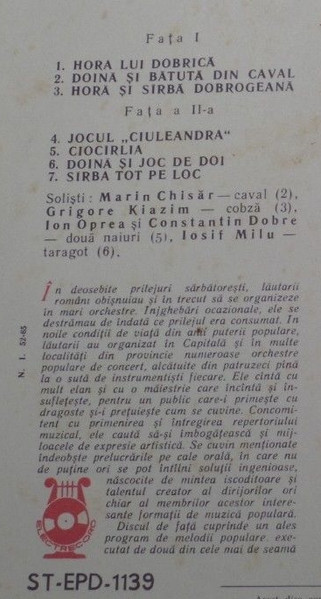 Fața I
1. HORA LUI DOBRICĂ
2. DOINĂ ȘI BĂTUTĂ DIN CAVAL
3. HORĂ ȘI SÎRBĂ DOBROGEANĂ
Fața a II-a
4. JOCUL „CIULEANDRA“
5. CIOCÎRLIA
6. DOINĂ ȘI JOC DE DOI
7. SÎRBA TOT PE LOC
Soliști: Marin Chisăr — caval (2),
Grigore Kiazim — cobză (3),
Ion Oprea și Constantin Dobre
— două naiuri (5), Iosif Milu —
taragot (6).
În deosebite prilejuri sărbătorești, lăutarii
români obișnuiau și în trecut să se organizeze
în mari orchestre. Înjghebări ocazionale, ele se
destrămau de îndată ce prilejul era consumat. În
noile condiții de viață din anii puterii populare,
lăutarii au organizat în Capitală și în multe
localități din provincie numeroase orchestre
populare de concert, alcătuite din patruzeci pînă
la o sută de instrumentiști fiecare. Ele cîntă cu
mult elan și cu o măiestrie care încîntă și în-
suflețește, pentru un public care-i primește cu
dragoste și-i prețuiește cum se cuvine. Concomi-
tent cu primenirea și întregirea repertoriului
muzical, ele caută să-și îmbogățească și mij-
loacele de expresie artistică. Se cuvin menționate
îndeobște prelucrările pe cale orală, în care nu
de puține ori se pot întîlni soluții ingenioase,
născocite de mintea iscoditoare și
talentul creator al dirijorilor ori
chiar al membrilor acestor intere-
sante formații de muzică populară.
Discul de față cuprinde un ales
program de melodii populare, exe-
cutat de două din cele mai de seamă
N. I. 52-65
ELECTRECORD
ST-EPD-1139